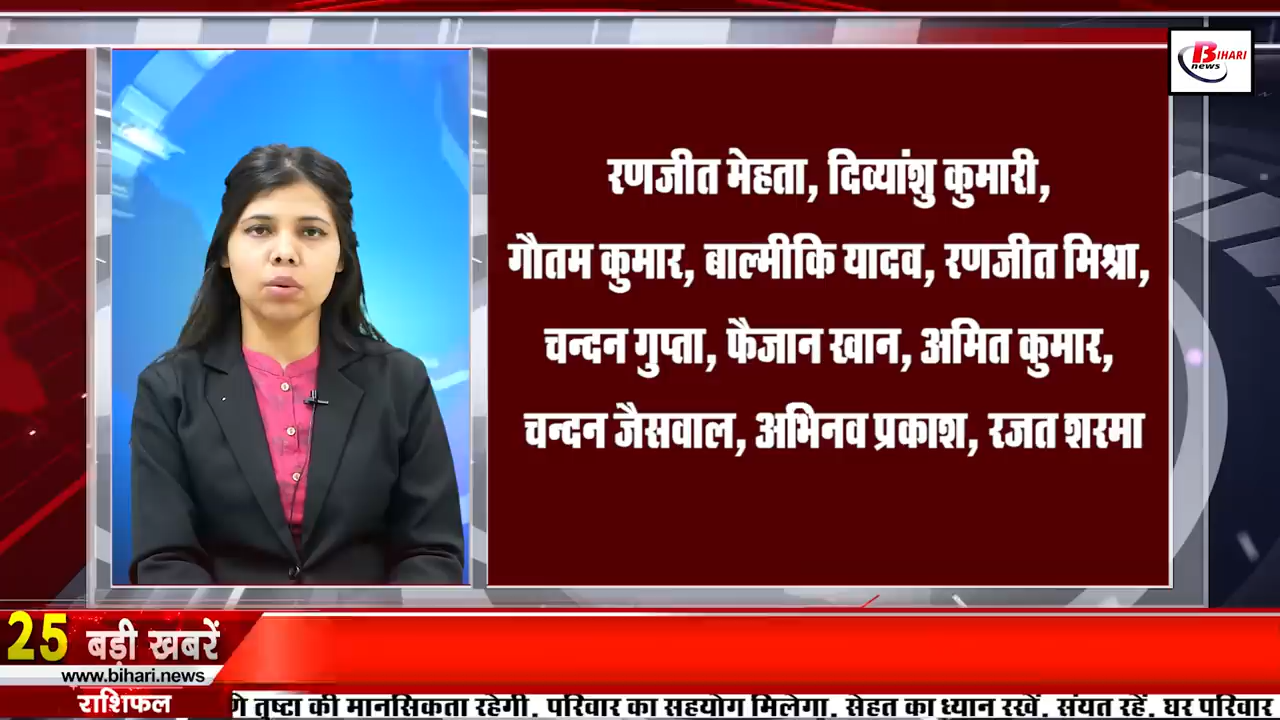 BIHARI
news
रणजीत मेहता, दिव्यांशु कुमारी,
गौतम कुमार, बाल्मीकि यादव, रणजीत मिश्रा,
चन्दन गुप्ता, फैजान खान, अमित कुमार,
चन्दन जैसवाल, अभिनव प्रकाश, रजत शरमा
25 बड़ी खबरें
www.bihari.news
राशिफल
की मानसिकता रहेगी. परिवार का सहयोग मिलेगा. सेहत का ध्यान रखें. संयत रहें. घर परिवार